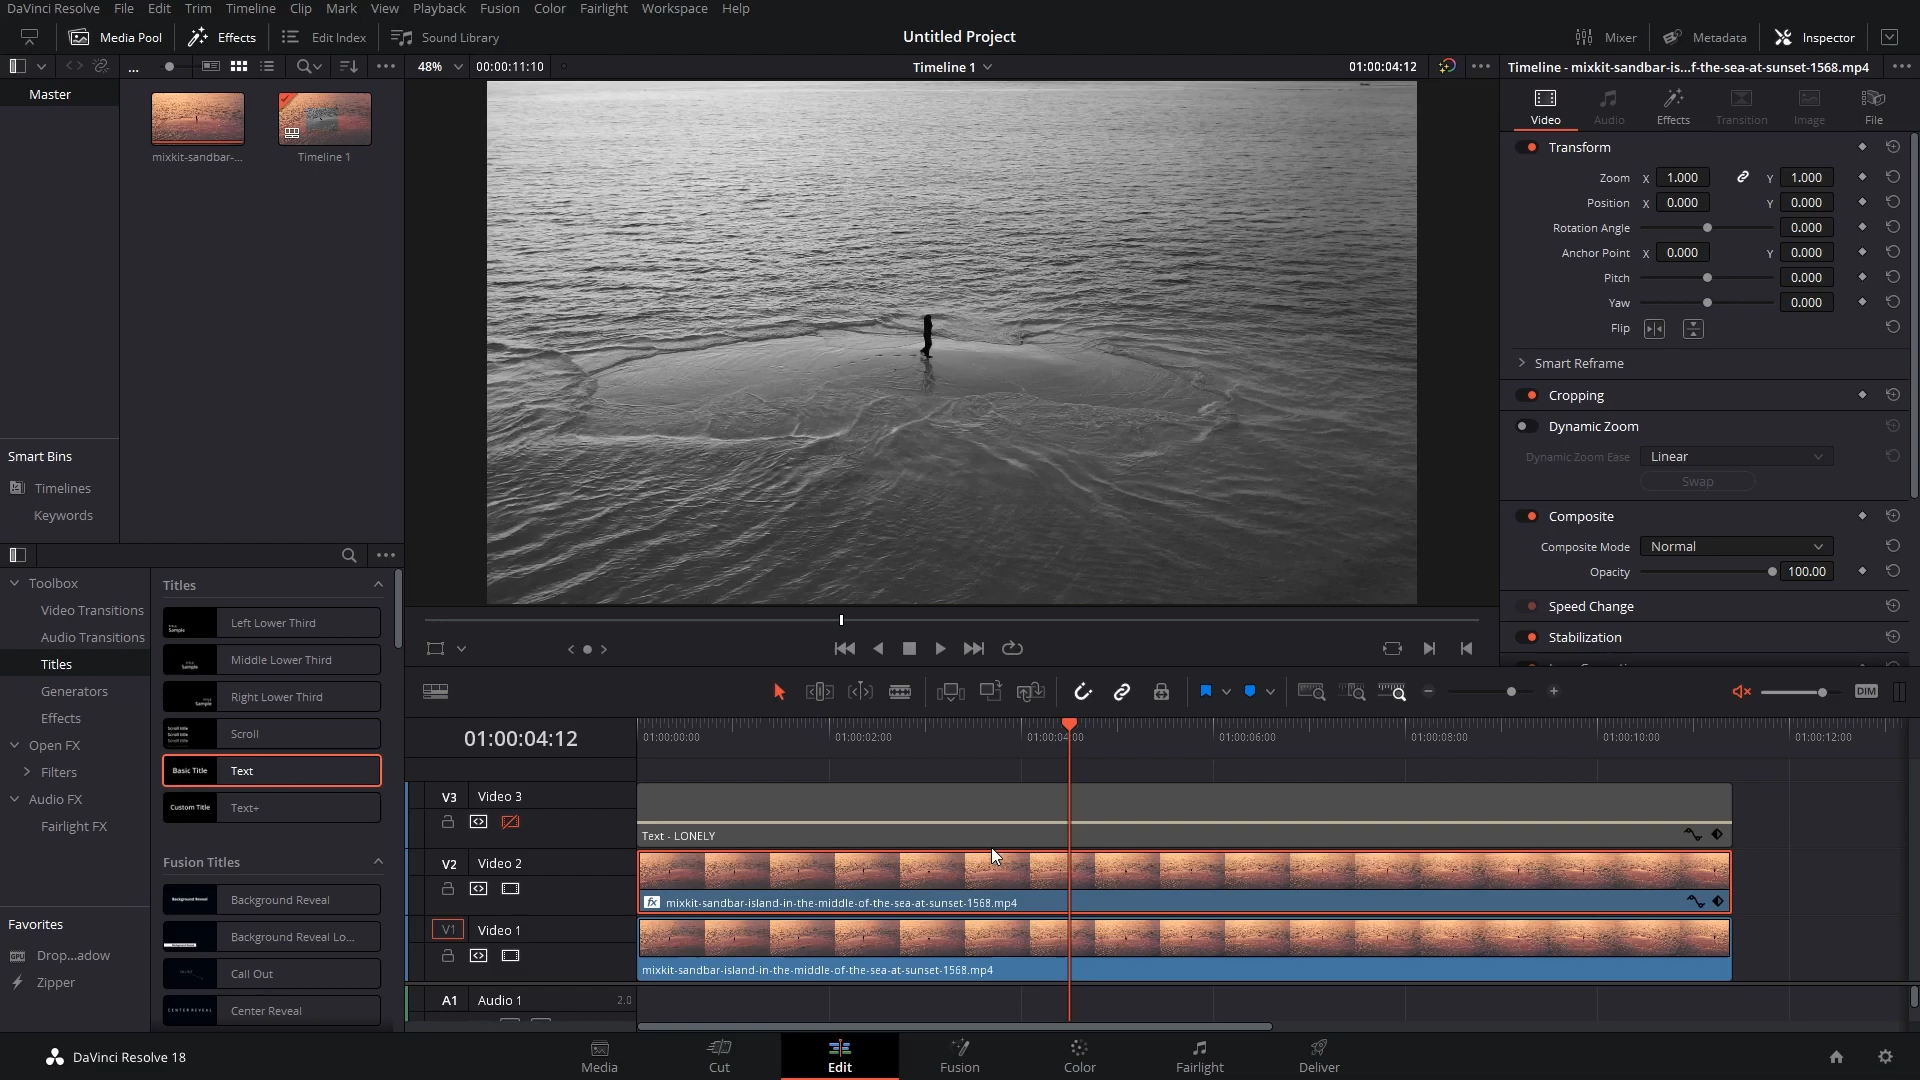 DaVinci Resolve File Edit Trim Timeline Clip Mark View Playback Fusion Color Fairlight Workspace Help
Media Pool Effects Edit Index Sound Library Untitled Project Mixer Metadata Inspector
... 48% 00:00:11:10 Timeline 1 01:00:04:12 Timeline - mixkit-sandbar-is...f-the-sea-at-sunset-1568.mp4
Master
mixkit-sandbar-...
Timeline 1
Smart Bins
Timelines
Keywords
Video Audio Effects Transition Image File
Transform
Zoom X 1.000 Y 1.000
Position X 0.000 Y 0.000
Rotation Angle 0.000
Anchor Point X 0.000 Y 0.000
Pitch 0.000
Yaw 0.000
Flip
Smart Reframe
Cropping
Dynamic Zoom
Dynamic Zoom Ease Linear
Swap
Composite
Composite Mode Normal
Opacity 100.00
Speed Change
Stabilization
Toolbox
Video Transitions
Audio Transitions
Titles
Generators
Effects
Open FX
Filters
Audio FX
Fairlight FX
Favorites
Drop...adow
Zipper
Titles
Left Lower Third
Middle Lower Third
Right Lower Third
Scroll
Basic Title Text
Custom Title Text+
Fusion Titles
Background Reveal
Background Reveal Lo...
Call Out
CENTER REVEAL Center Reveal
DIM
01:00:04:12
01:00:00:00 01:00:02:00 01:00:04:00 01:00:06:00 01:00:08:00 01:00:10:00 01:00:12:00
V3 Video 3
Text - LONELY
V2 Video 2
fx mixkit-sandbar-island-in-the-middle-of-the-sea-at-sunset-1568.mp4
V1 Video 1
mixkit-sandbar-island-in-the-middle-of-the-sea-at-sunset-1568.mp4
A1 Audio 1 2.0
DaVinci Resolve 18 Media Cut Edit Fusion Color Fairlight Deliver